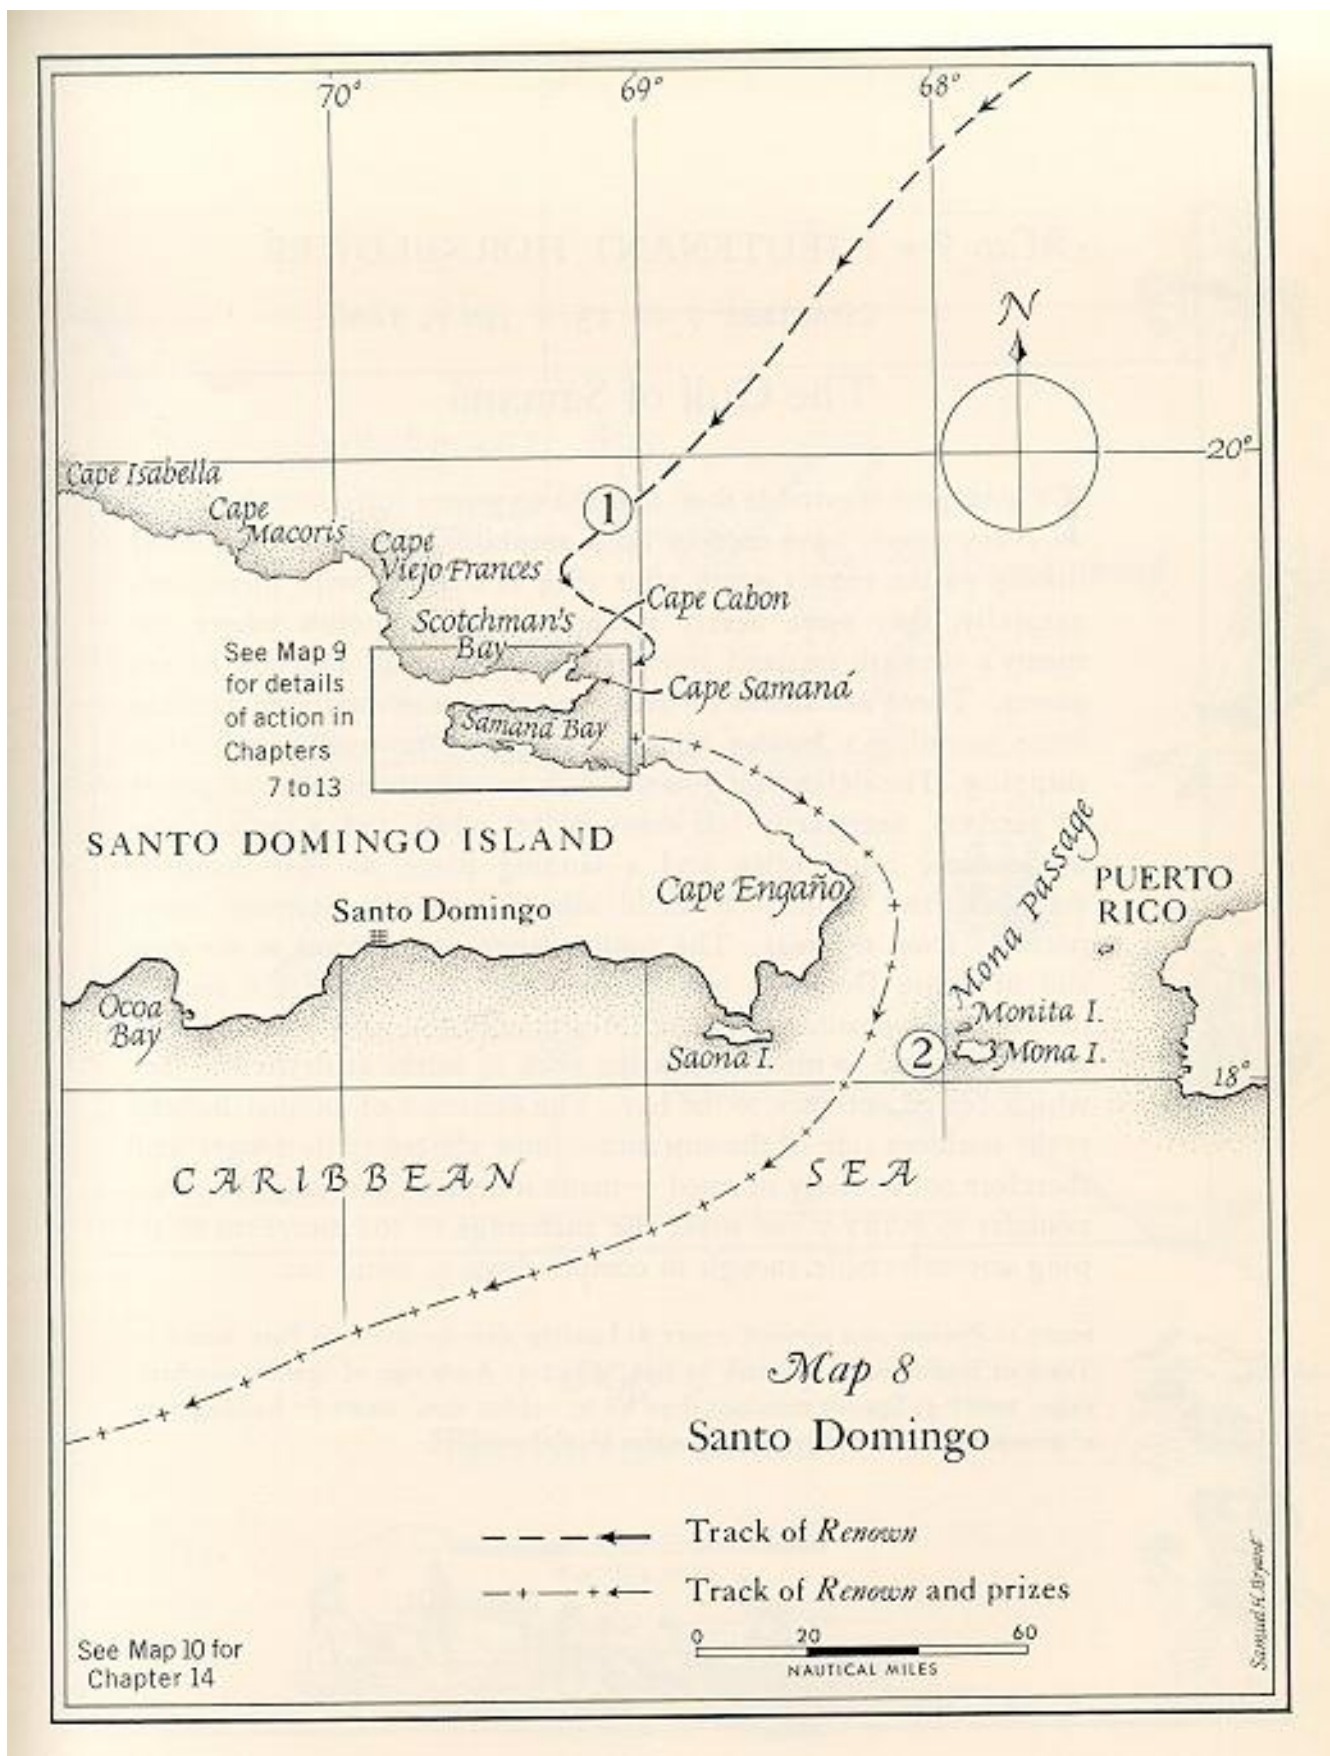 70°
69°
68°
N
20°
Cape Isabella
Cape
Macoris
1
Cape
Viejo Frances
Cape Cabon
Scotchman's
Bay
See Map 9
for details
of action in
Chapters
7 to 13
Cape Samaná
Samaná Bay
SANTO DOMINGO ISLAND
Mona Passage
PUERTO
RICO
Cape Engaño
Santo Domingo
Ocoa
Bay
Monita I.
2
Mona I.
Saona I.
18°
CARIBBEAN SEA
Map 8
Santo Domingo
Track of Renown
Track of Renown and prizes
0 20 60
NAUTICAL MILES
See Map 10 for
Chapter 14
Samuel H. Bryant